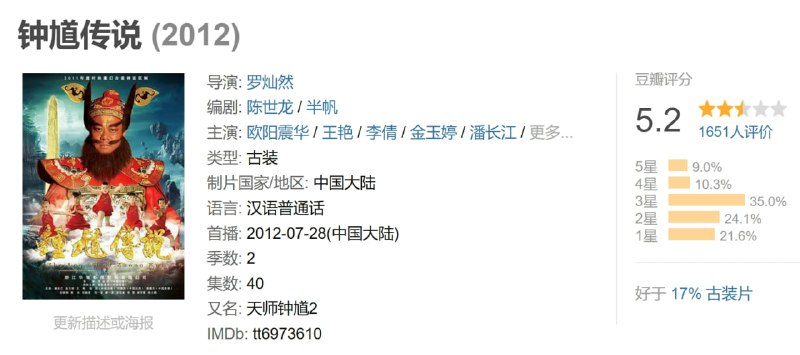 钟馗传说 (2012)
钟馗传说
更新描述或海报
导演: 罗灿然
编剧: 陈世龙 / 半帆
主演: 欧阳震华 / 王艳 / 李倩 / 金玉婷 / 潘长江 / 更多...
类型: 古装
制片国家/地区: 中国大陆
语言: 汉语普通话
首播: 2012-07-28(中国大陆)
季数: 2
集数: 40
又名: 天师钟馗2
IMDb: tt6973610
豆瓣评分
5.2
1651人评价
5星 9.0%
4星 10.3%
3星 35.0%
2星 24.1%
1星 21.6%
好于 17% 古装片